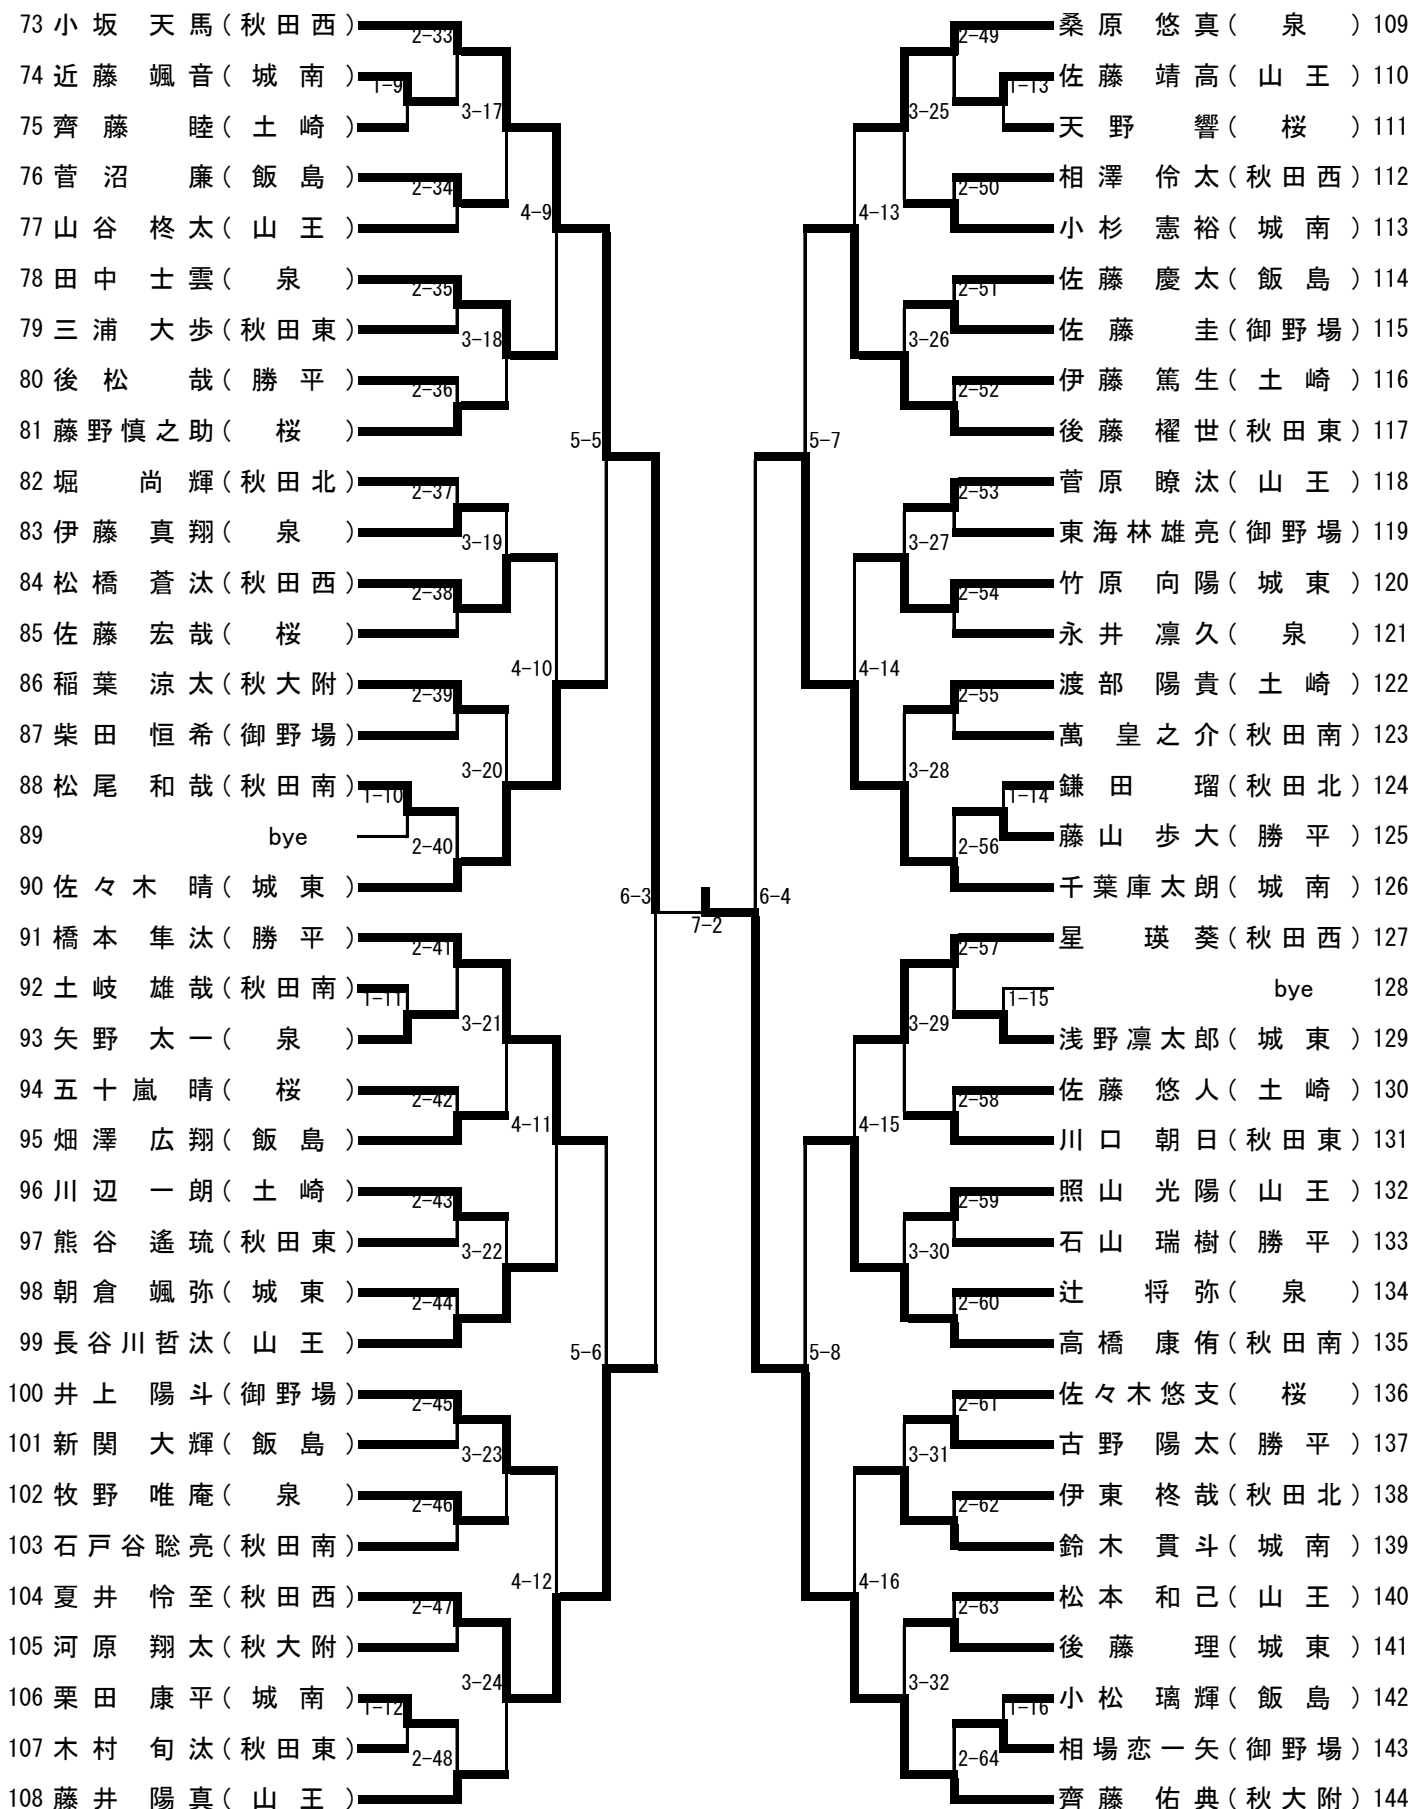 73 小坂 天馬(秋田西)
2-33
74 近藤 颯音(城南)
1-9
3-17
75 齊藤 睦(土崎)
76 菅沼 廉(飯島)
2-34
77 山谷 柊太(山王)
4-9
78 田中 士雲(泉)
2-35
79 三浦 大歩(秋田東)
3-18
80 後松 哉(勝平)
2-36
81 藤野慎之助(桜)
5-5
82 堀 尚輝(秋田北)
2-37
83 伊藤 真翔(泉)
3-19
84 松橋 蒼汰(秋田西)
2-38
85 佐藤 宏哉(桜)
4-10
86 稲葉 涼太(秋大附)
2-39
87 柴田 恒希(御野場)
3-20
88 松尾 和哉(秋田南)
1-10
89 bye
2-40
90 佐々木 晴(城東)
6-3
7-2
91 橋本 隼汰(勝平)
2-41
92 土岐 雄哉(秋田南)
1-11
3-21
93 矢野 太一(泉)
94 五十嵐 晴(桜)
2-42
4-11
95 畑澤 広翔(飯島)
96 川辺 一朗(土崎)
2-43
97 熊谷 遙琉(秋田東)
3-22
98 朝倉 颯弥(城東)
2-44
99 長谷川哲汰(山王)
5-6
100 井上 陽斗(御野場)
2-45
101 新関 大輝(飯島)
3-23
102 牧野 唯庵(泉)
2-46
103 石戸谷聡亮(秋田南)
4-12
104 夏井 怜至(秋田西)
2-47
105 河原 翔太(秋大附)
3-24
106 栗田 康平(城南)
1-12
107 木村 旬汰(秋田東)
2-48
108 藤井 陽真(山王)
桑原 悠真(泉) 109
2-49
佐藤 靖高(山王) 110
1-13
3-25
天野 響(桜) 111
相澤 伶太(秋田西) 112
2-50
4-13
小杉 憲裕(城南) 113
佐藤 慶太(飯島) 114
2-51
佐藤 圭(御野場) 115
3-26
伊藤 篤生(土崎) 116
2-52
後藤 櫂世(秋田東) 117
5-7
菅原 瞭汰(山王) 118
2-53
東海林雄亮(御野場) 119
3-27
竹原 向陽(城東) 120
2-54
永井 凛久(泉) 121
4-14
渡部 陽貴(土崎) 122
2-55
萬 皇之介(秋田南) 123
3-28
鎌田 瑠(秋田北) 124
1-14
藤山 歩大(勝平) 125
2-56
千葉庫太朗(城南) 126
6-4
星 瑛葵(秋田西) 127
2-57
bye 128
1-15
3-29
浅野凛太郎(城東) 129
佐藤 悠人(土崎) 130
2-58
4-15
川口 朝日(秋田東) 131
照山 光陽(山王) 132
2-59
石山 瑞樹(勝平) 133
3-30
辻 将弥(泉) 134
2-60
高橋 康侑(秋田南) 135
5-8
佐々木悠支(桜) 136
2-61
古野 陽太(勝平) 137
3-31
伊東 柊哉(秋田北) 138
2-62
鈴木 貫斗(城南) 139
4-16
松本 和己(山王) 140
2-63
後藤 理(城東) 141
3-32
小松 璃輝(飯島) 142
1-16
相場恋一矢(御野場) 143
2-64
齊藤 佑典(秋大附) 144